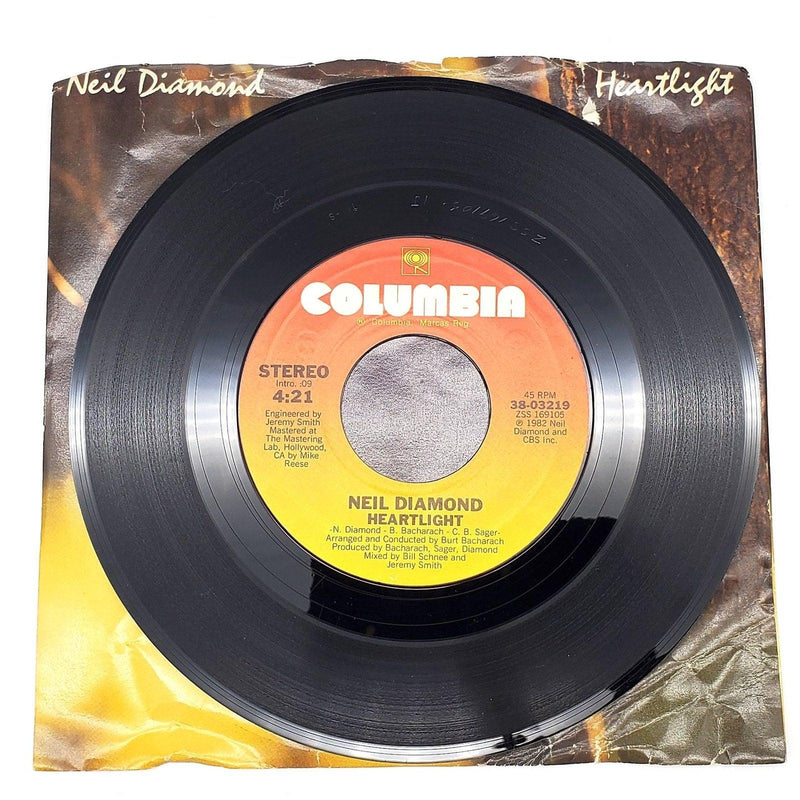 Neil Diamond
Heartlight
COLUMBIA
® "Columbia," Marcas Reg
STEREO
Intro. :09
4:21
Engineered by
Jeremy Smith
Mastered at
The Mastering
Lab, Hollywood,
CA by Mike
Reese
45 RPM
38-03219
ZSS 169105
℗ 1982 Neil
Diamond and
CBS Inc.
NEIL DIAMOND
HEARTLIGHT
-N. Diamond - B. Bacharach - C. B. Sager-
Arranged and Conducted by Burt Bacharach
Produced by Bacharach, Sager, Diamond
Mixed by Bill Schnee and
Jeremy Smith